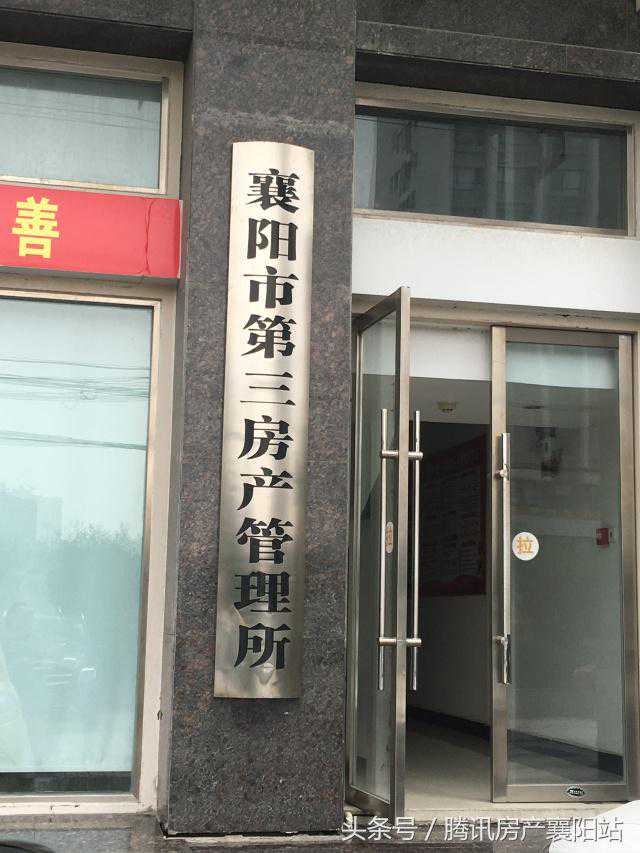 善
襄阳市第三房产管理所
拉
拉
头条号 / 腾讯房产襄阳站